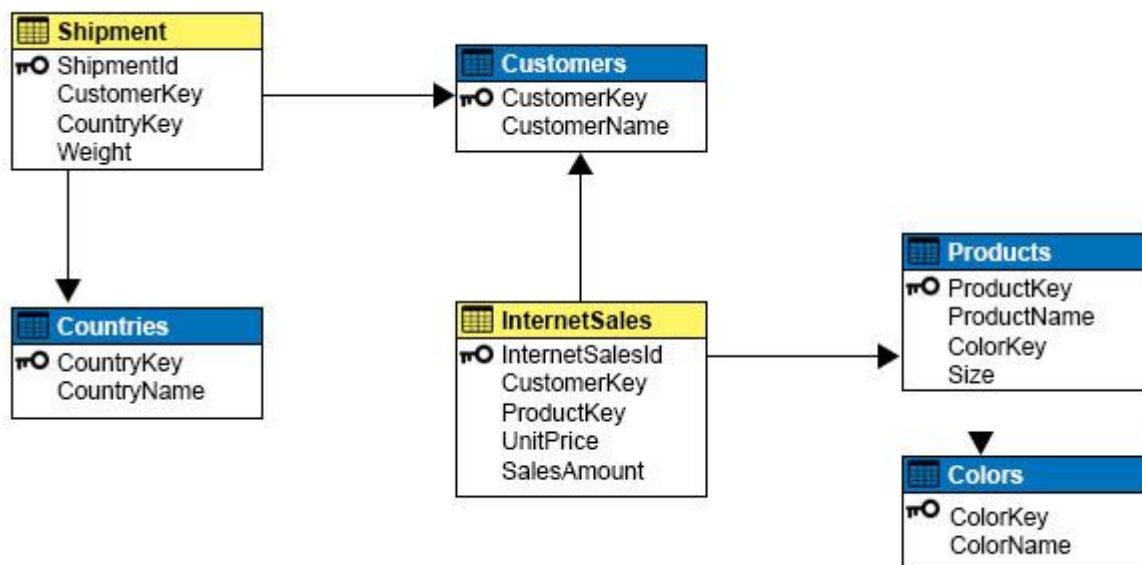 Shipment
ShipmentId
CustomerKey
CountryKey
Weight
Customers
CustomerKey
CustomerName
Countries
CountryKey
CountryName
InternetSales
InternetSalesId
CustomerKey
ProductKey
UnitPrice
SalesAmount
Products
ProductKey
ProductName
ColorKey
Size
Colors
ColorKey
ColorName